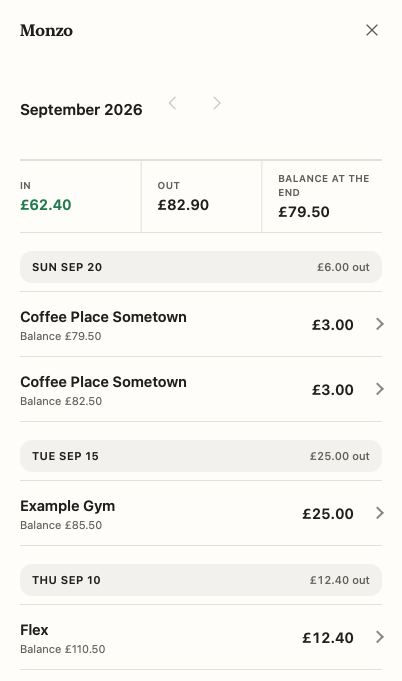 Monzo
September 2026
IN
£62.40
OUT
£82.90
BALANCE AT THE
END
£79.50
SUN SEP 20 £6.00 out
Coffee Place Sometown £3.00
Balance £79.50
Coffee Place Sometown £3.00
Balance £82.50
TUE SEP 15 £25.00 out
Example Gym £25.00
Balance £85.50
THU SEP 10 £12.40 out
Flex £12.40
Balance £110.50